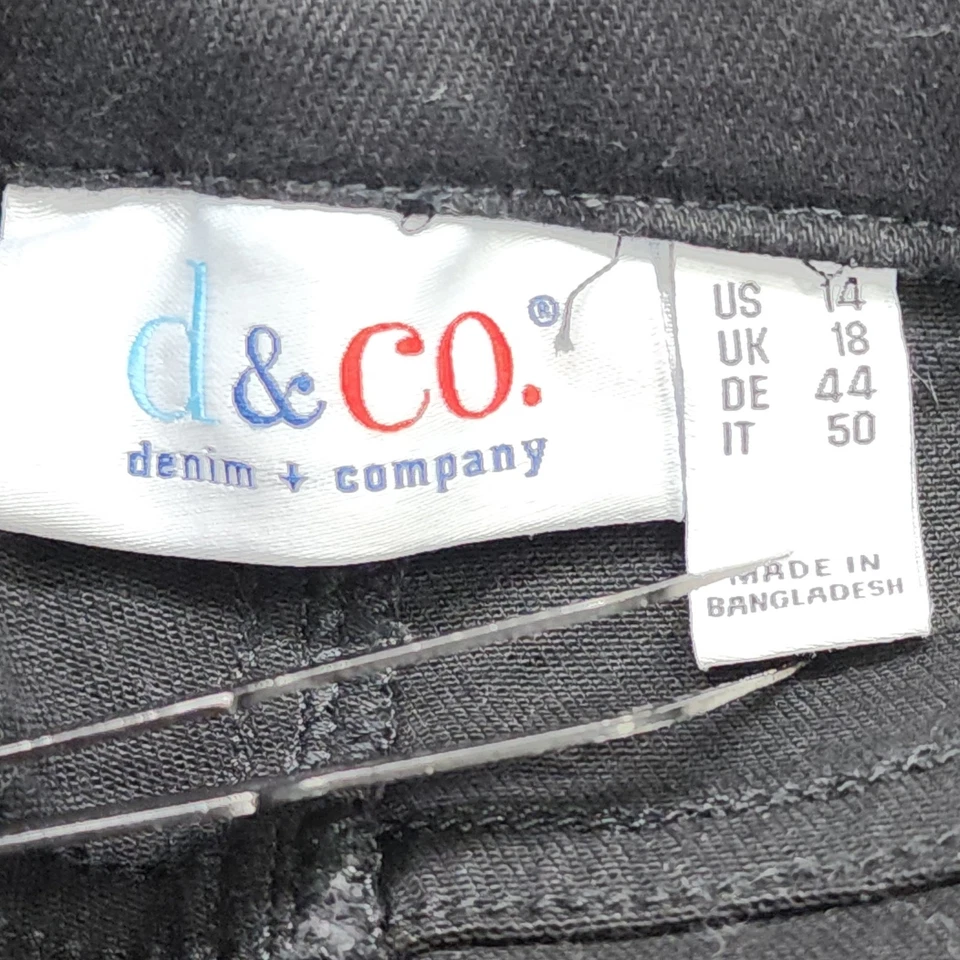 d & co.®
denim + company
US 14
UK 18
DE 44
IT 50
MADE IN
BANGLADESH